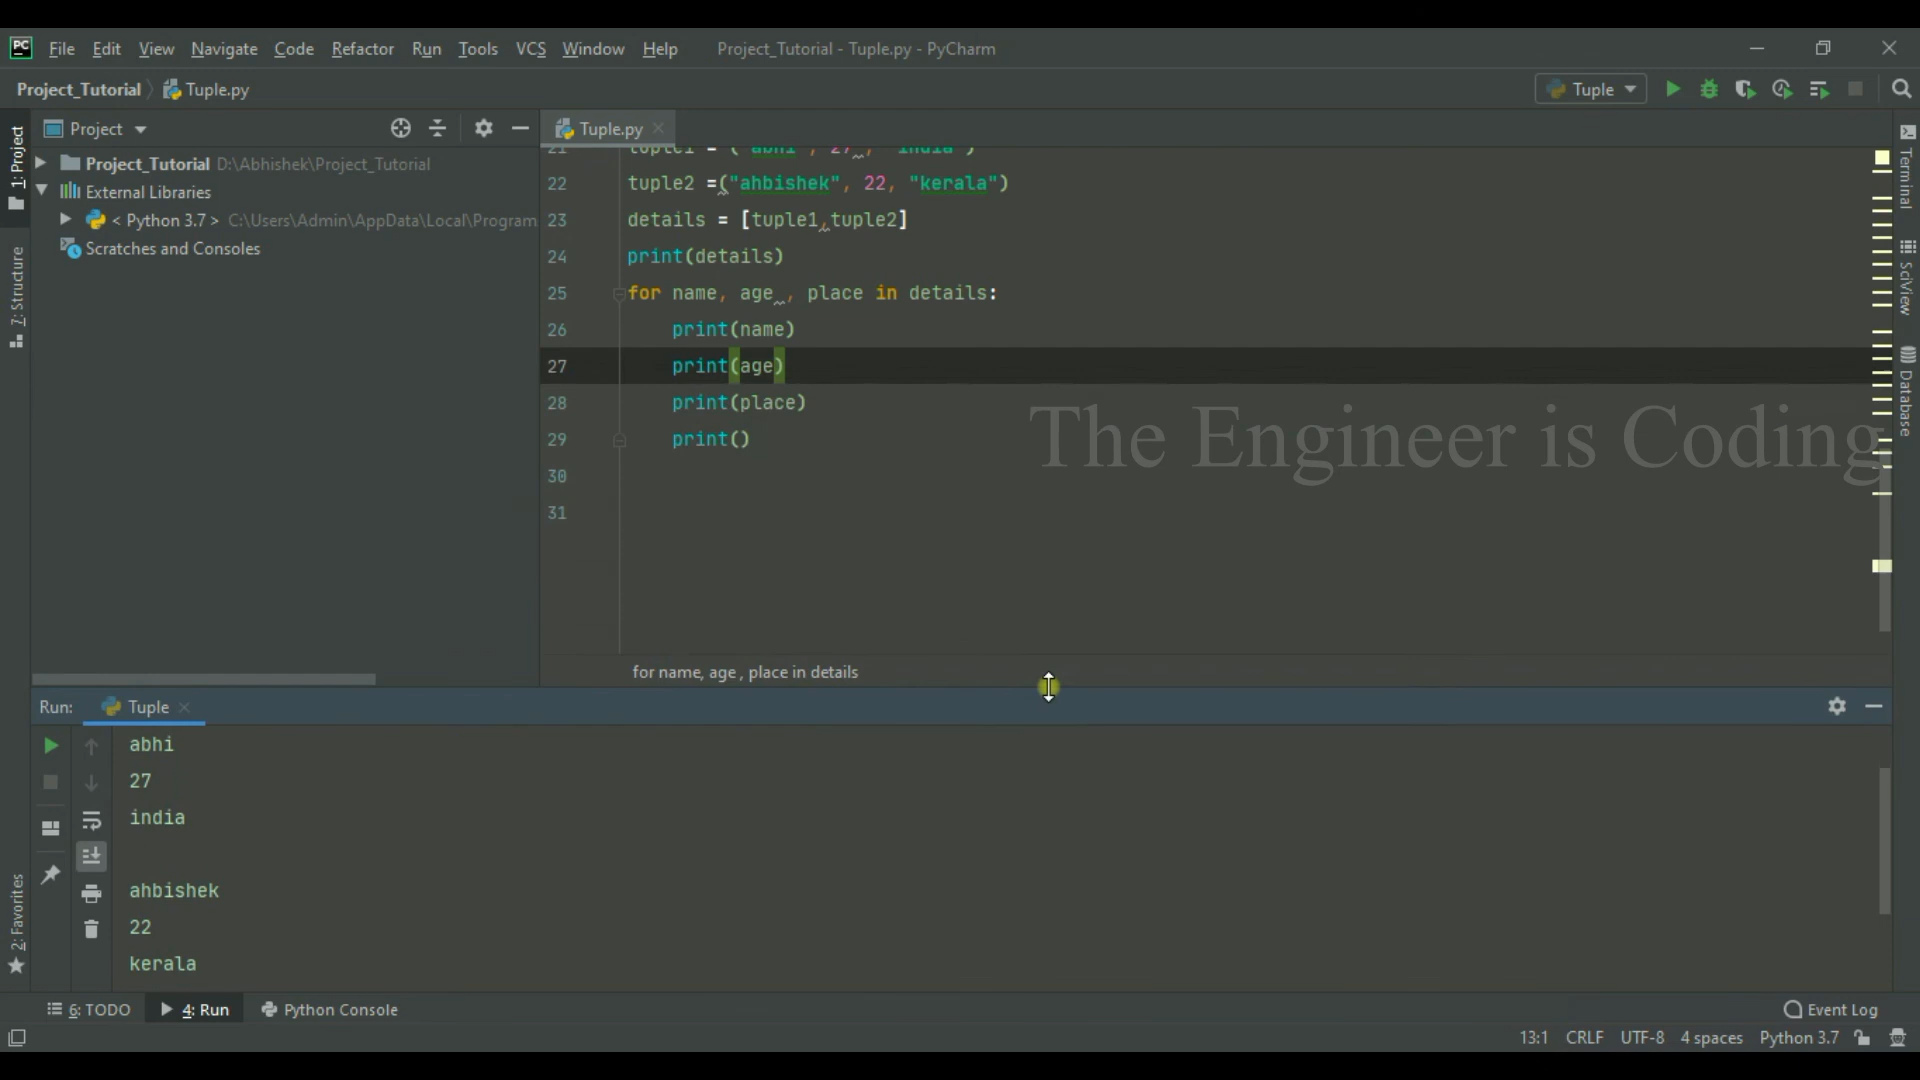 PC File Edit View Navigate Code Refactor Run Tools VCS Window Help Project_Tutorial - Tuple.py - PyCharm
Project_Tutorial Tuple.py Tuple
1: Project
7: Structure
2: Favorites
Project
Project_Tutorial D:\Abhishek\Project_Tutorial
External Libraries
< Python 3.7 > C:\Users\Admin\AppData\Local\Program
Scratches and Consoles
Tuple.py
21 tuple1 = ("abhi", 27 , "india")
22 tuple2 =("ahbishek", 22, "kerala")
23 details = [tuple1,tuple2]
24 print(details)
25 for name, age , place in details:
26 print(name)
27 print(age)
28 print(place)
29 print()
30
31
The Engineer is Coding
for name, age , place in details
Terminal
SciView
Database
Run: Tuple
abhi
27
india
ahbishek
22
kerala
6: TODO 4: Run Python Console Event Log
13:1 CRLF UTF-8 4 spaces Python 3.7